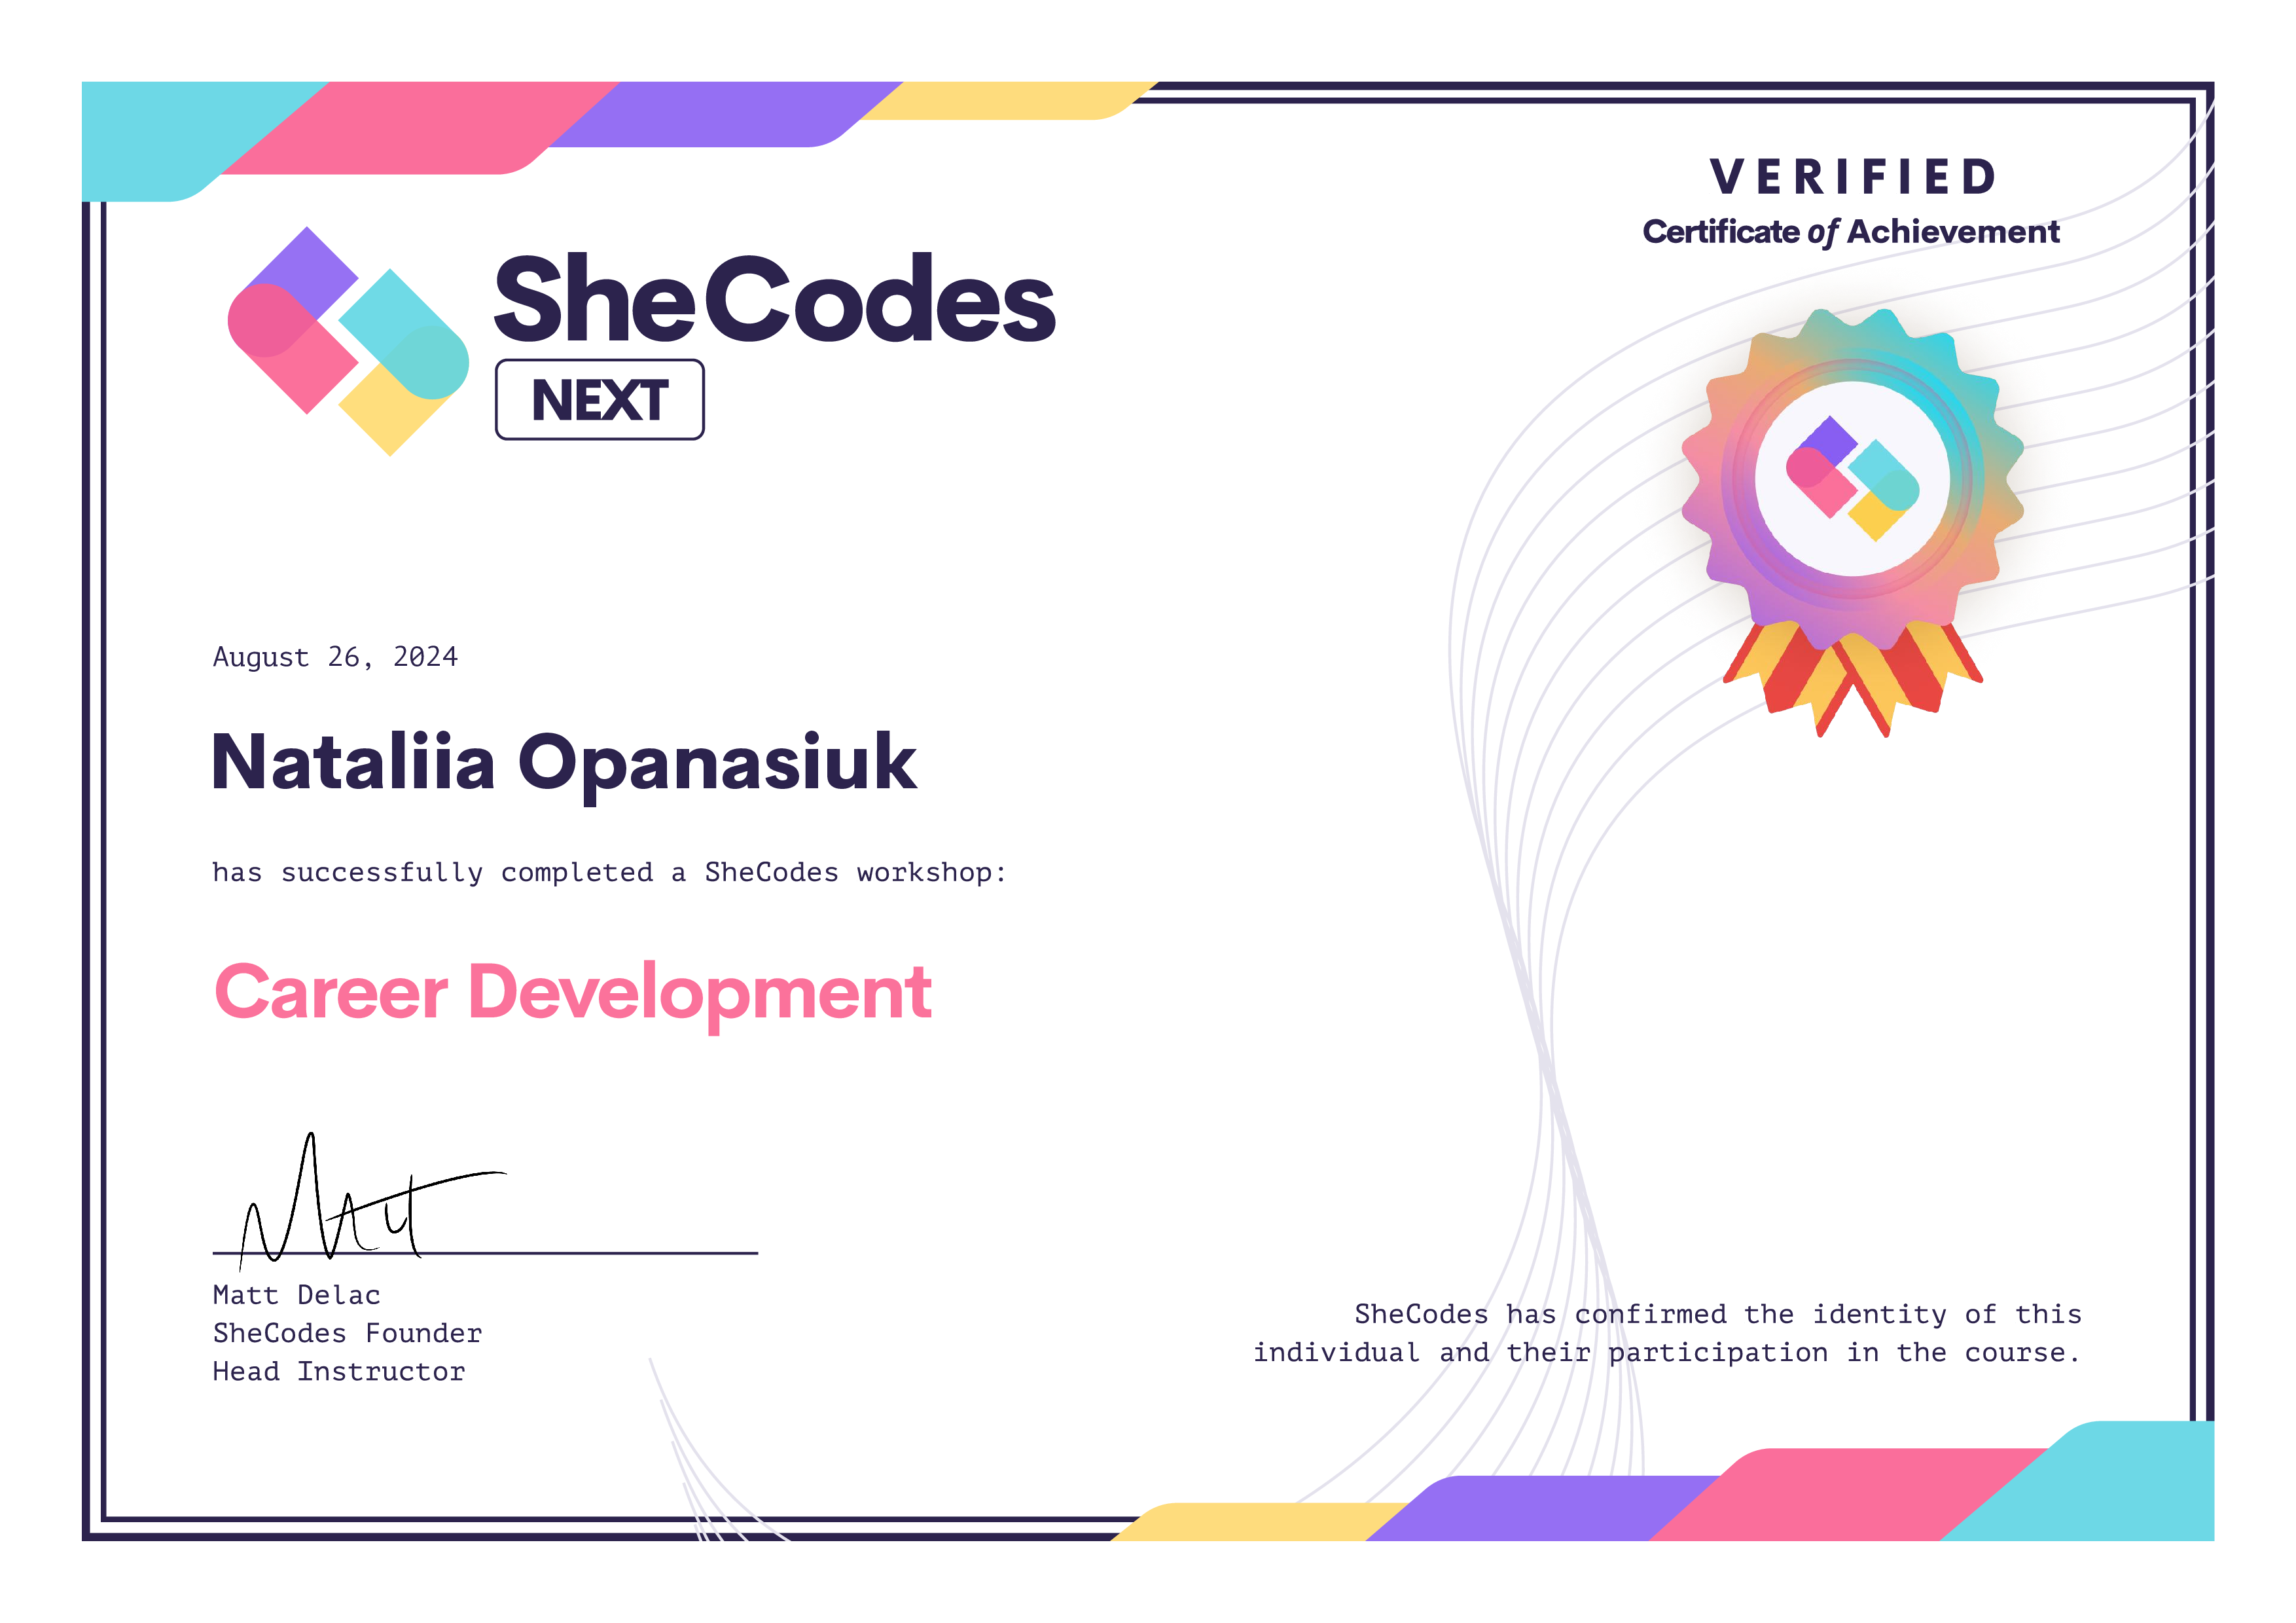 VERIFIED
Certificate of Achievement
SheCodes
NEXT
August 26, 2024
Nataliia Opanasiuk
has successfully completed a SheCodes workshop:
Career Development
Matt
Matt Delac
SheCodes Founder
Head Instructor
SheCodes has confirmed the identity of this
individual and their participation in the course.